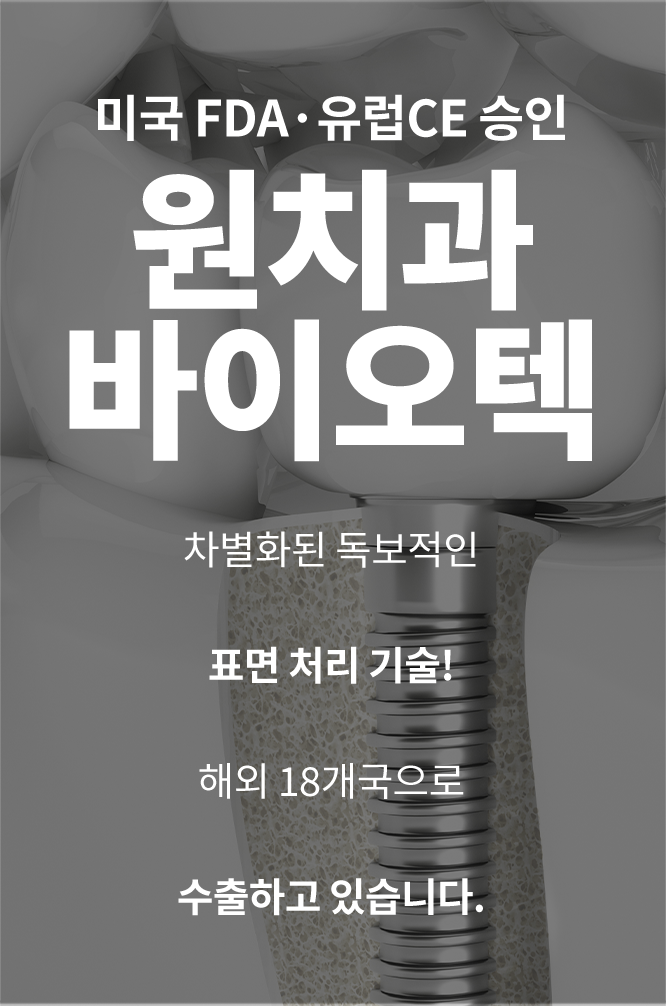 미국 FDA·유럽CE 승인
원치과
바이오텍
차별화된 독보적인
표면 처리 기술!
해외 18개국으로
수출하고 있습니다.